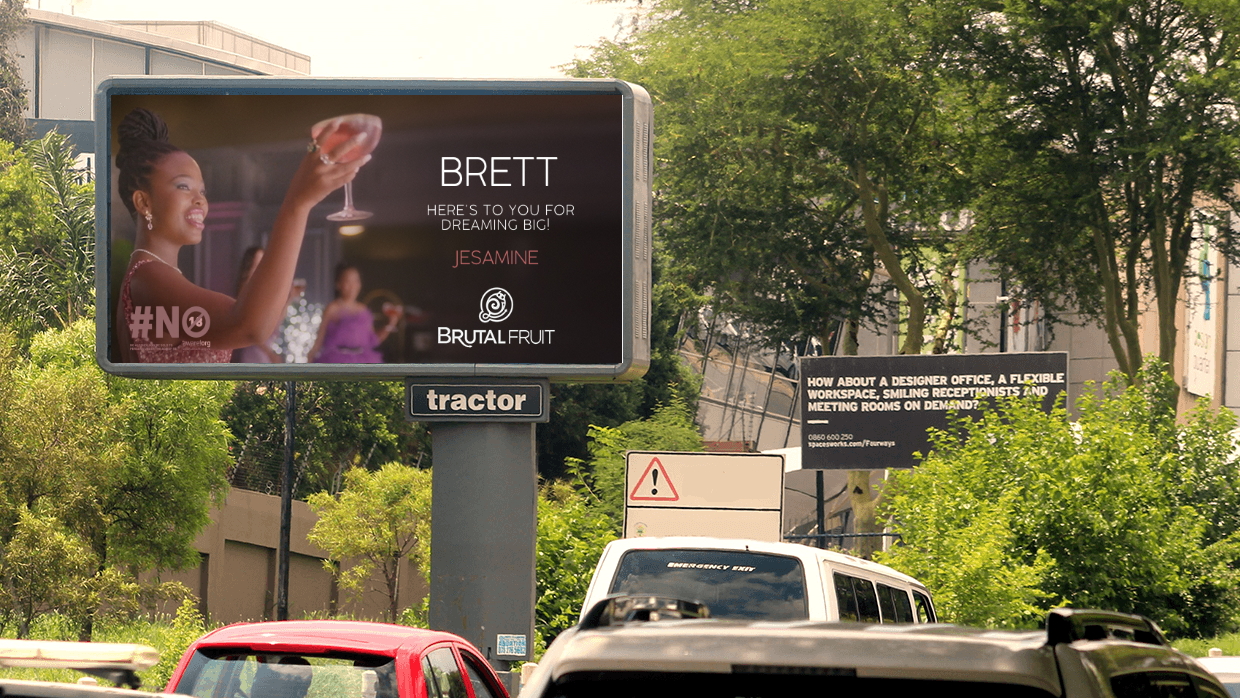 BRETT
HERE'S TO YOU FOR
DREAMING BIG!
JESAMINE
BRUTAL FRUIT
#NO
18
tractor
HOW ABOUT A DESIGNER OFFICE, A FLEXIBLE
WORKSPACE, SMILING RECEPTIONISTS AND
MEETING ROOMS ON DEMAND?
0860 600 250
spacesworks.com/Fourways
EMERGENCY EXIT